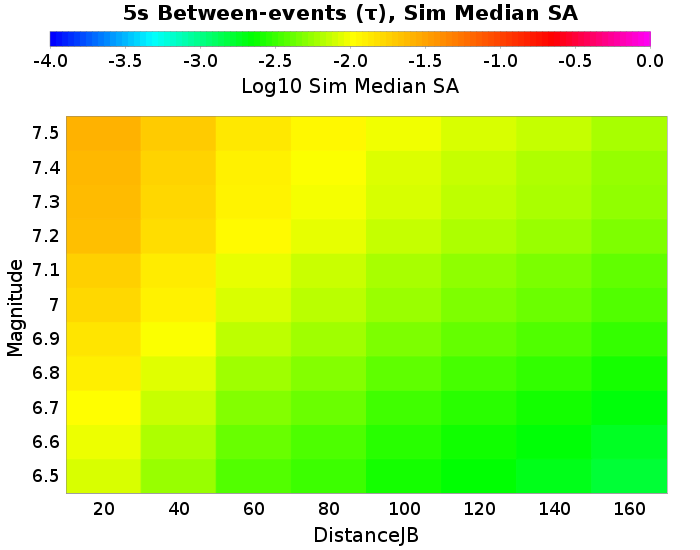 5s Between-events (τ), Sim Median SA
-4.0 -3.5 -3.0 -2.5 -2.0 -1.5 -1.0 -0.5 0.0
Log10 Sim Median SA
7.5
7.4
7.3
7.2
7.1
7
6.9
6.8
6.7
6.6
6.5
Magnitude
20 40 60 80 100 120 140 160
DistanceJB